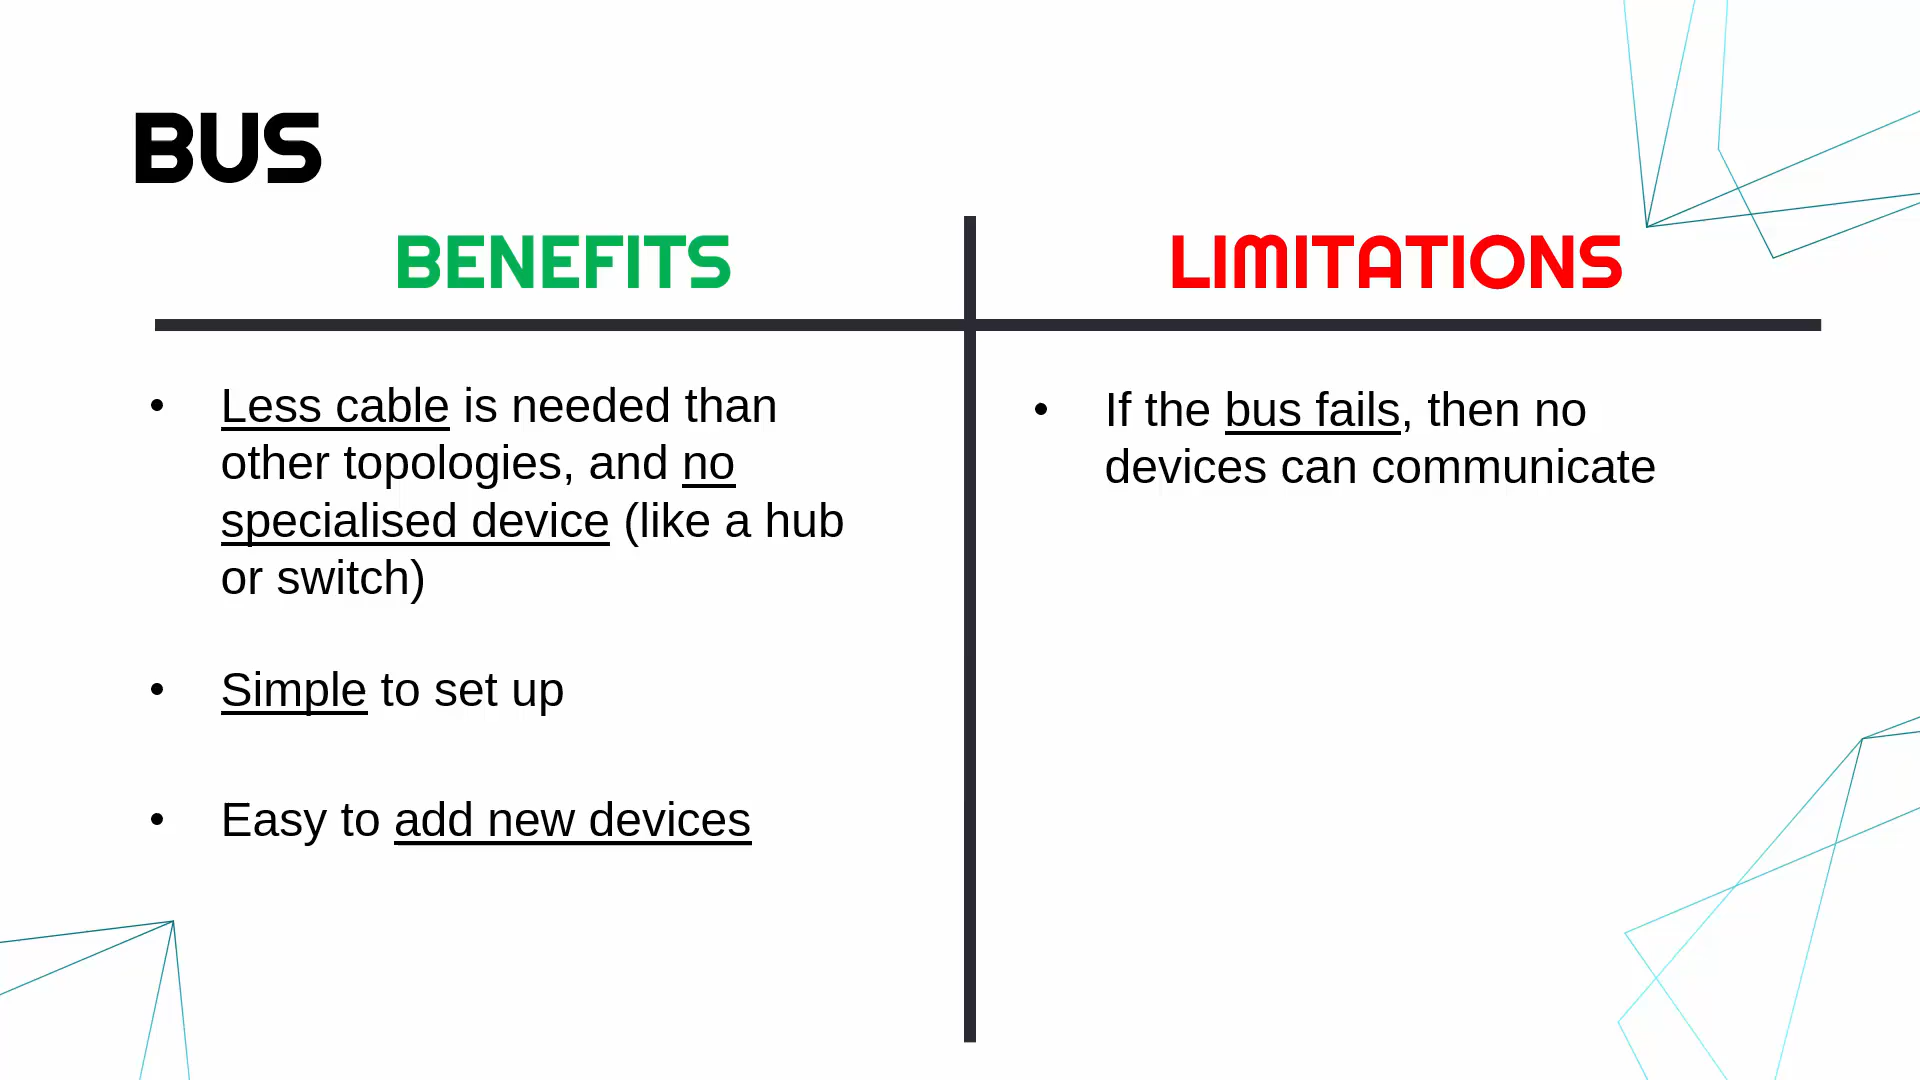 BUS
BENEFITS
LIMITATIONS
• Less cable is needed than
other topologies, and no
specialised device (like a hub
or switch)
• Simple to set up
• Easy to add new devices
• If the bus fails, then no
devices can communicate